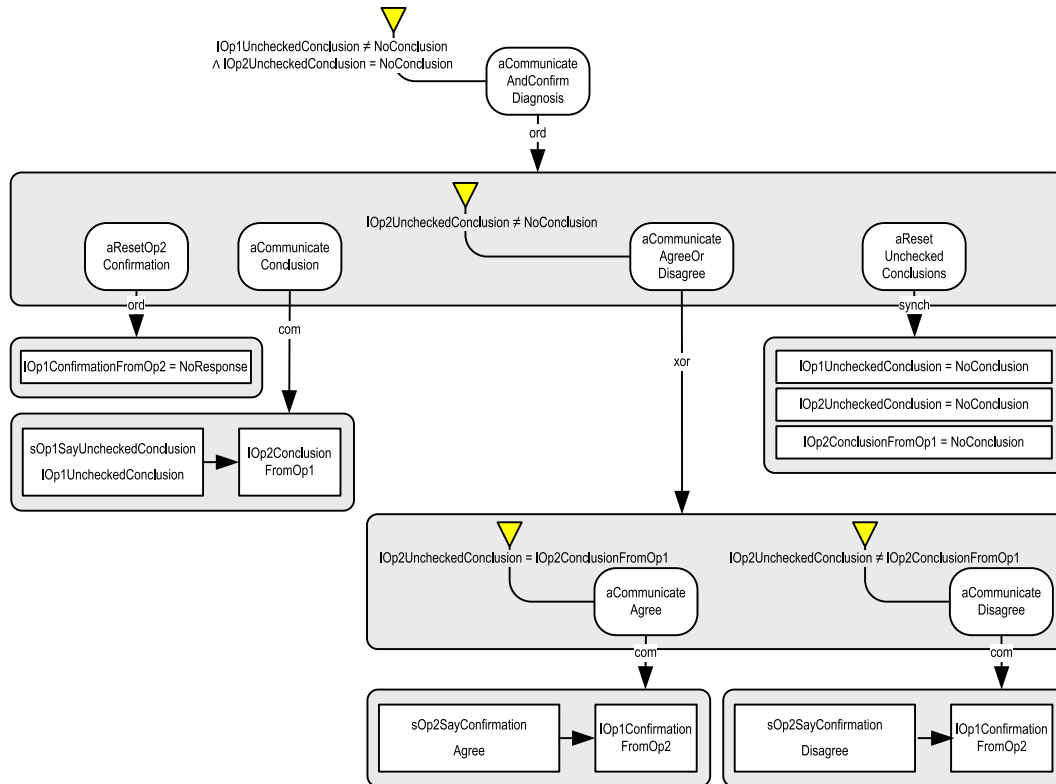 lOp1UncheckedConclusion ≠ NoConclusion
∧ lOp2UncheckedConclusion = NoConclusion
aCommunicate
AndConfirm
Diagnosis
ord
lOp2UncheckedConclusion ≠ NoConclusion
aResetOp2
Confirmation
aCommunicate
Conclusion
aCommunicate
AgreeOr
Disagree
aReset
Unchecked
Conclusions
ord
com
xor
synch
lOp1ConfirmationFromOp2 = NoResponse
lOp1UncheckedConclusion = NoConclusion
lOp2UncheckedConclusion = NoConclusion
lOp2ConclusionFromOp1 = NoConclusion
sOp1SayUncheckedConclusion
lOp1UncheckedConclusion
lOp2Conclusion
FromOp1
lOp2UncheckedConclusion = lOp2ConclusionFromOp1
lOp2UncheckedConclusion ≠ lOp2ConclusionFromOp1
aCommunicate
Agree
aCommunicate
Disagree
com
com
sOp2SayConfirmation
Agree
lOp1Confirmation
FromOp2
sOp2SayConfirmation
Disagree
lOp1Confirmation
FromOp2